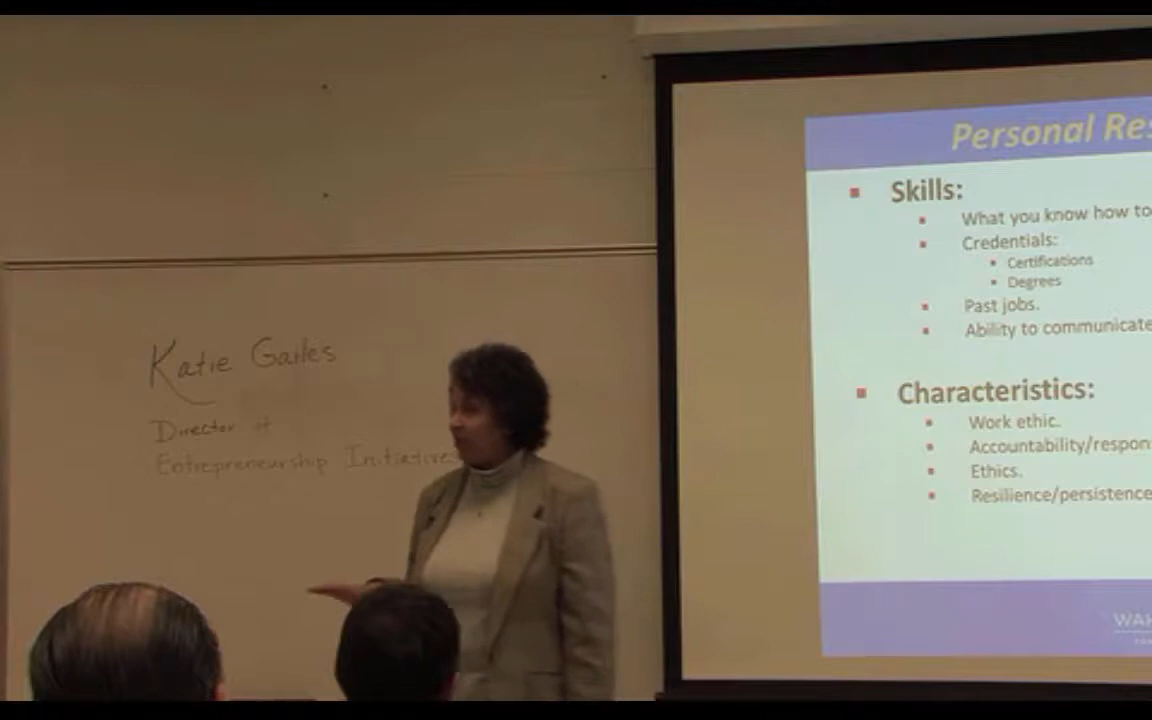 Katie Gailes
Director of
Entrepreneurship Initiatives
Personal Res
Skills:
What you know how to
Credentials:
Certifications
Degrees
Past jobs.
Ability to communicate
Characteristics:
Work ethic.
Accountability/respon
Ethics.
Resilience/persistence
WAK